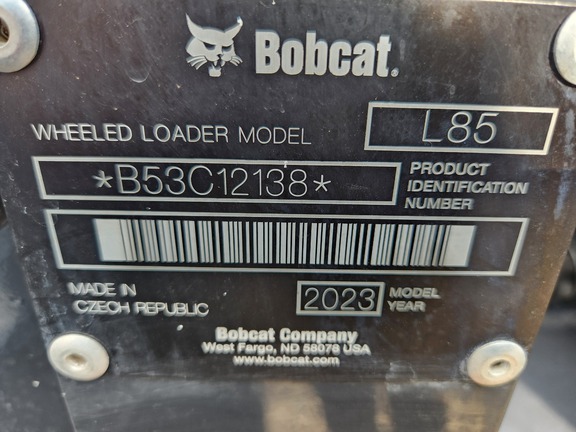 Bobcat.
WHEELED LOADER MODEL L85
*B53C12138*
PRODUCT
IDENTIFICATION
NUMBER
MADE IN
CZECH REPUBLIC
2023
MODEL
YEAR
Bobcat Company
West Fargo, ND 58078 USA
www.bobcat.com